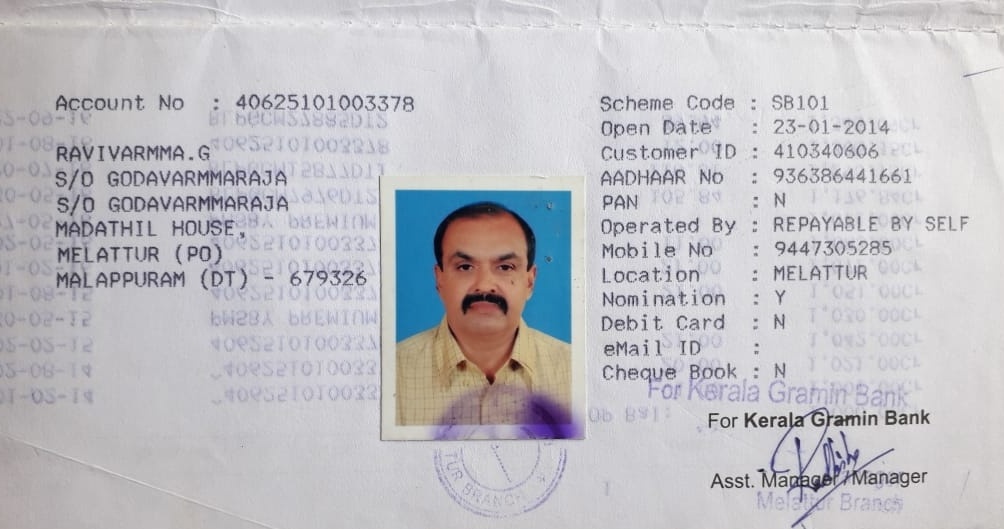 Account No : 40625101003378
RAVIVARMMA.G
S/O GODAVARMMARAJA
S/O GODAVARMMARAJA
MADATHIL HOUSE,
MELATTUR (PO)
MALAPPURAM (DT) - 679326
Scheme Code : SB101
Open Date : 23-01-2014
Customer ID : 410340606
AADHAAR No : 936386441661
PAN : N
Operated By : REPAYABLE BY SELF
Mobile No : 9447305285
Location : MELATTUR
Nomination : Y
Debit Card : N
eMail ID :
Cheque Book : N
For Kerala Gramin Bank
For Kerala Gramin Bank
Asst. Manager/Manager
Melattur Branch
TUR BRANCH